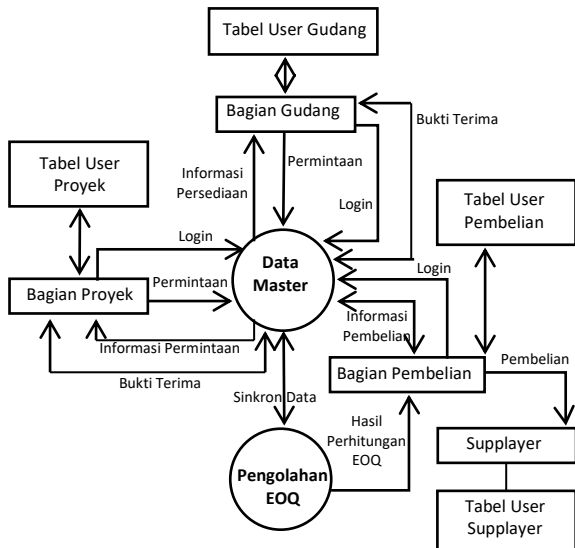 Tabel User Gudang
Bagian Gudang
Bukti Terima
Informasi
Persediaan
Permintaan
Tabel User
Proyek
Login
Tabel User
Pembelian
Login
Data
Master
Login
Bagian Proyek
Permintaan
Informasi
Pembelian
Informasi Permintaan
Pembelian
Bagian Pembelian
Bukti Terima
Sinkron Data
Hasil
Perhitungan
EOQ
Supplayer
Pengolahan
EOQ
Tabel User
Supplayer